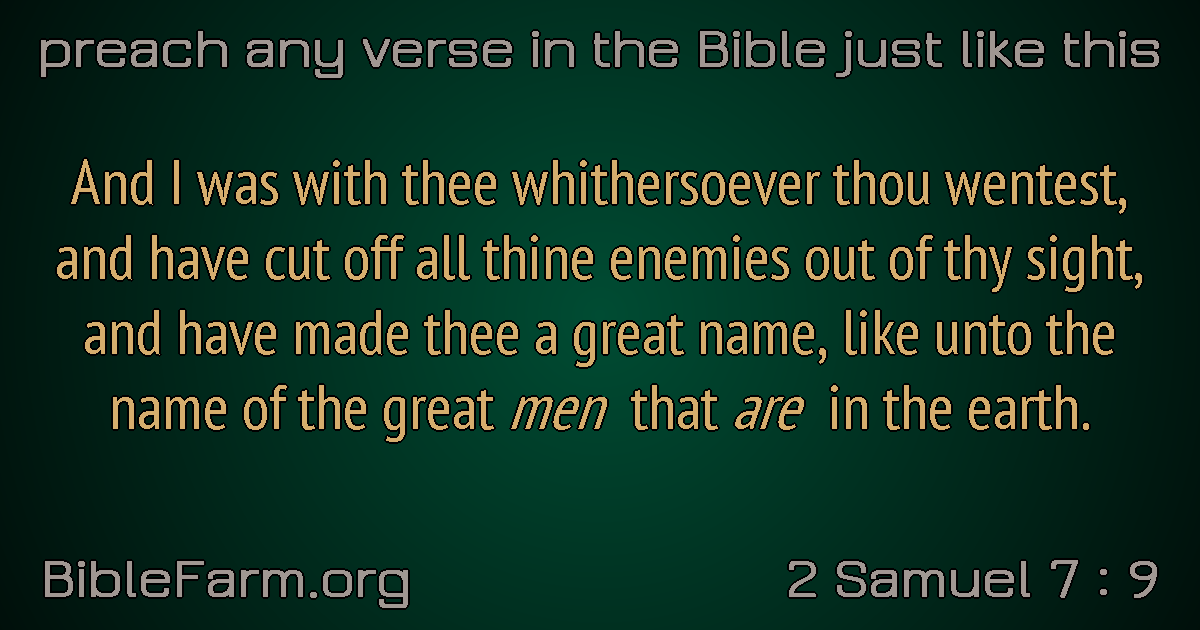 preach any verse in the Bible just like this
And I was with thee whithersoever thou wentest,
and have cut off all thine enemies out of thy sight,
and have made thee a great name, like unto the
name of the great men that are in the earth.
BibleFarm.org
2 Samuel 7 : 9